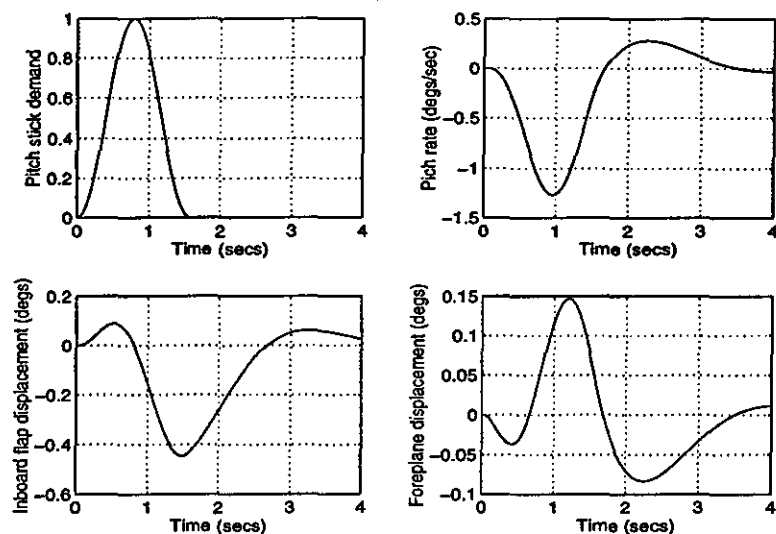 Pitch stick demand
1
0.8
0.6
0.4
0.2
0
0 1 2 3 4
Time (secs)
Pich rate (degs/sec)
0.5
0
−0.5
−1
−1.5
0 1 2 3 4
Time (secs)
Inboard flap displacement (degs)
0.2
0
−0.2
−0.4
−0.6
0 1 2 3 4
Time (secs)
Foreplane displacement (degs)
0.15
0.1
0.05
0
−0.05
−0.1
0 1 2 3 4
Time (secs)